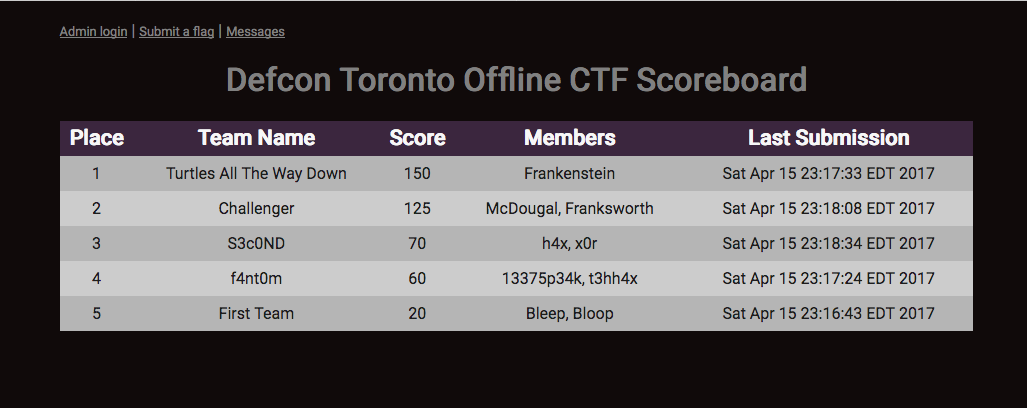 Admin login | Submit a flag | Messages
Defcon Toronto Offline CTF Scoreboard
Place Team Name Score Members Last Submission
1 Turtles All The Way Down 150 Frankenstein Sat Apr 15 23:17:33 EDT 2017
2 Challenger 125 McDougal, Franksworth Sat Apr 15 23:18:08 EDT 2017
3 S3c0ND 70 h4x, x0r Sat Apr 15 23:18:34 EDT 2017
4 f4nt0m 60 13375p34k, t3hh4x Sat Apr 15 23:17:24 EDT 2017
5 First Team 20 Bleep, Bloop Sat Apr 15 23:16:43 EDT 2017